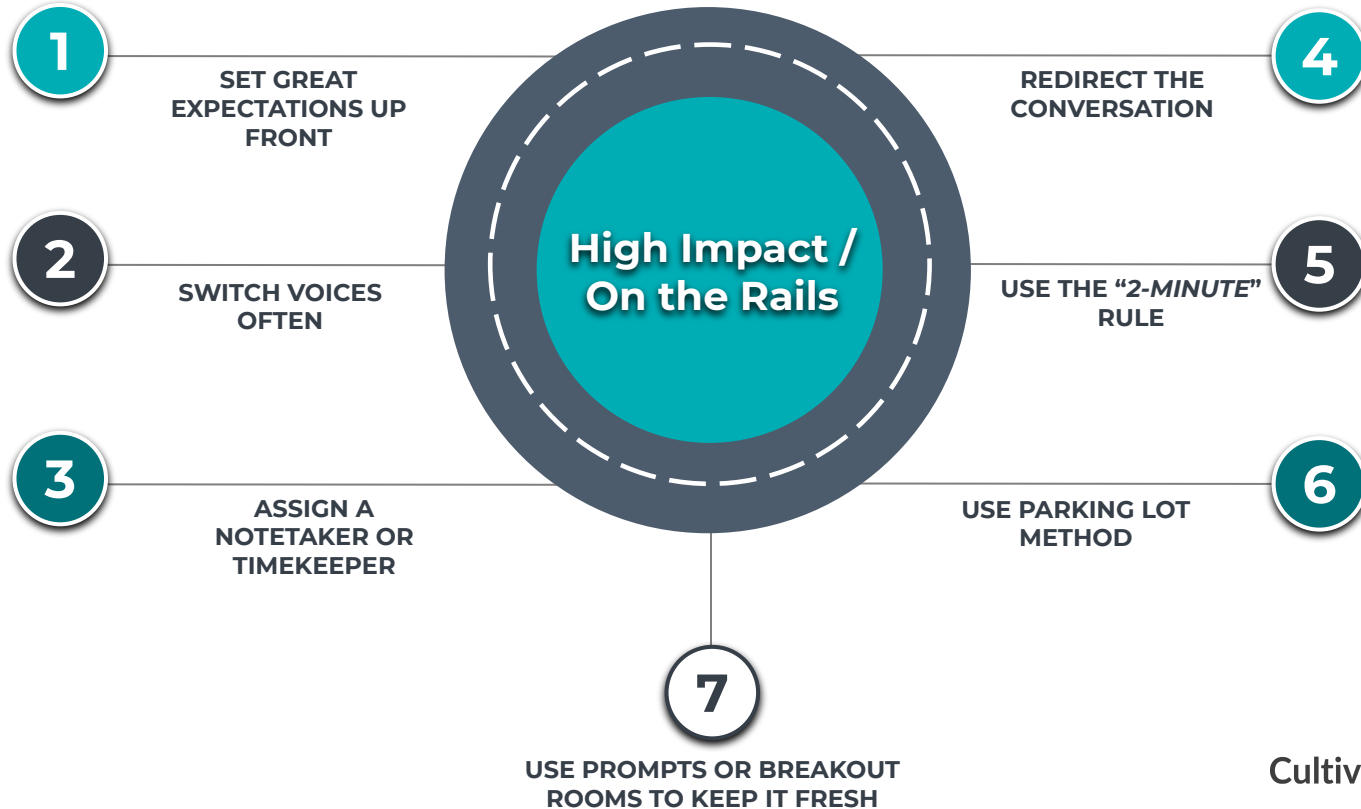 1
SET GREAT
EXPECTATIONS UP
FRONT
2
SWITCH VOICES
OFTEN
3
ASSIGN A
NOTETAKER OR
TIMEKEEPER
High Impact /
On the Rails
4
REDIRECT THE
CONVERSATION
5
USE THE “2-MINUTE”
RULE
6
USE PARKING LOT
METHOD
7
USE PROMPTS OR BREAKOUT
ROOMS TO KEEP IT FRESH
Cultiv